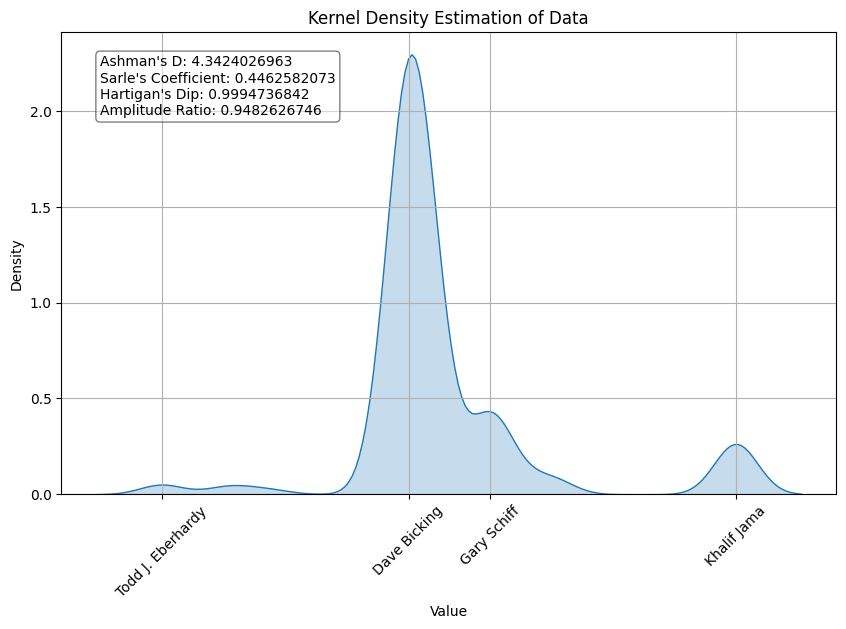 Kernel Density Estimation of Data
Ashman's D: 4.3424026963
Sarle's Coefficient: 0.4462582073
Hartigan's Dip: 0.9994736842
Amplitude Ratio: 0.9482626746
Density
2.0
1.5
1.0
0.5
0.0
Todd J. Eberhardy
Dave Bicking
Gary Schiff
Khalif Jama
Value